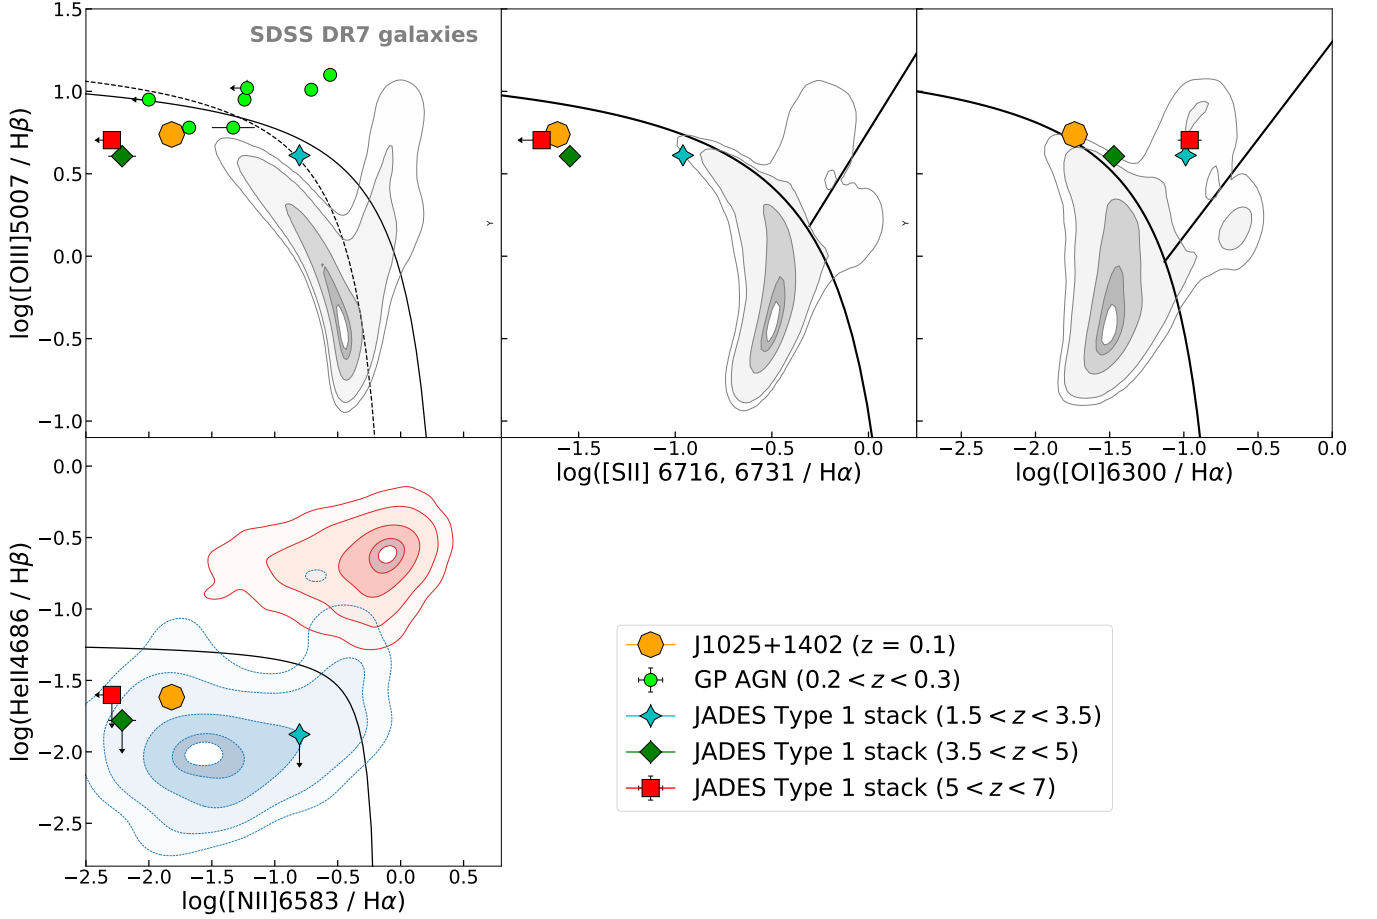 SDSS DR7 galaxies
log([OIII]5007 / Hβ)
1.5
1.0
0.5
0.0
−0.5
−1.0
Y
Y
−1.5 −1.0 −0.5 0.0
log([SII] 6716, 6731 / Hα)
−2.5 −2.0 −1.5 −1.0 −0.5 0.0
log([OI]6300 / Hα)
log(HeII4686 / Hβ)
0.0
−0.5
−1.0
−1.5
−2.0
−2.5
−2.5 −2.0 −1.5 −1.0 −0.5 0.0 0.5
log([NII]6583 / Hα)
J1025+1402 (z = 0.1)
GP AGN (0.2 < z < 0.3)
JADES Type 1 stack (1.5 < z < 3.5)
JADES Type 1 stack (3.5 < z < 5)
JADES Type 1 stack (5 < z < 7)